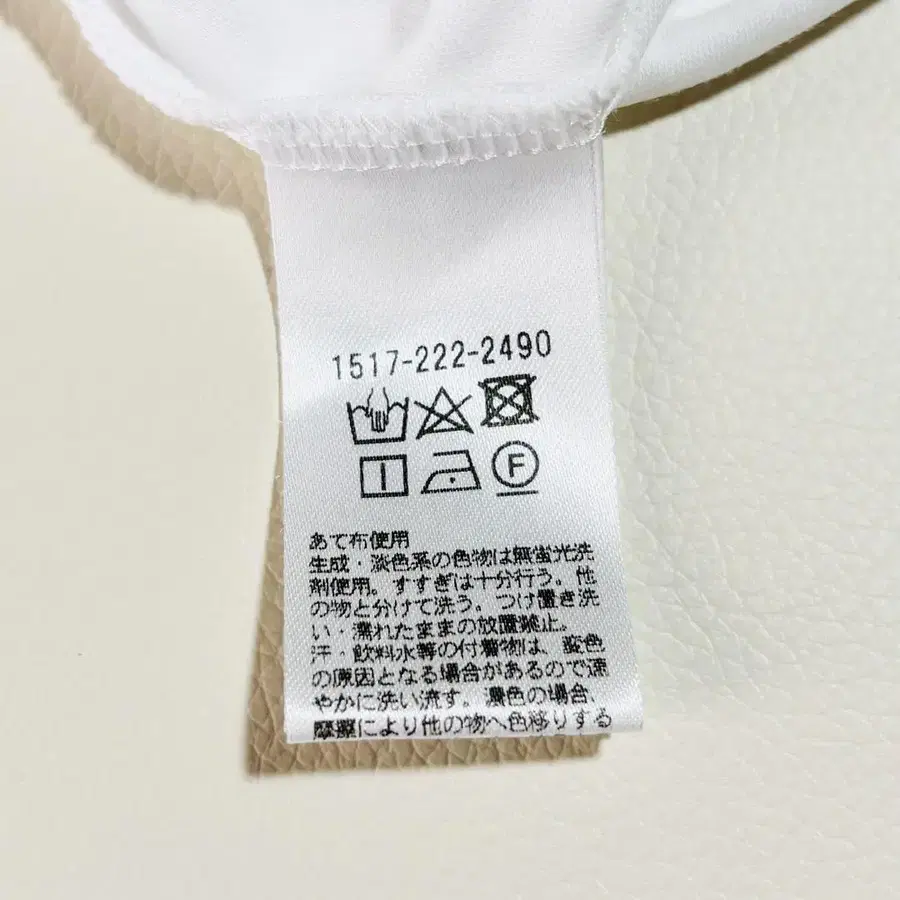 1517-222-2490
F
あて布使用
生成・淡色系の色物は無蛍光洗
剤使用。すすぎは十分行う。他
の物と分けて洗う。つけ置き洗
い・濡れたままの放置禁止。
汗・飲料水等の付着物は、変色
の原因となる場合があるので速
やかに洗い流す。濃色の場合、
摩擦により他の物へ色移りする